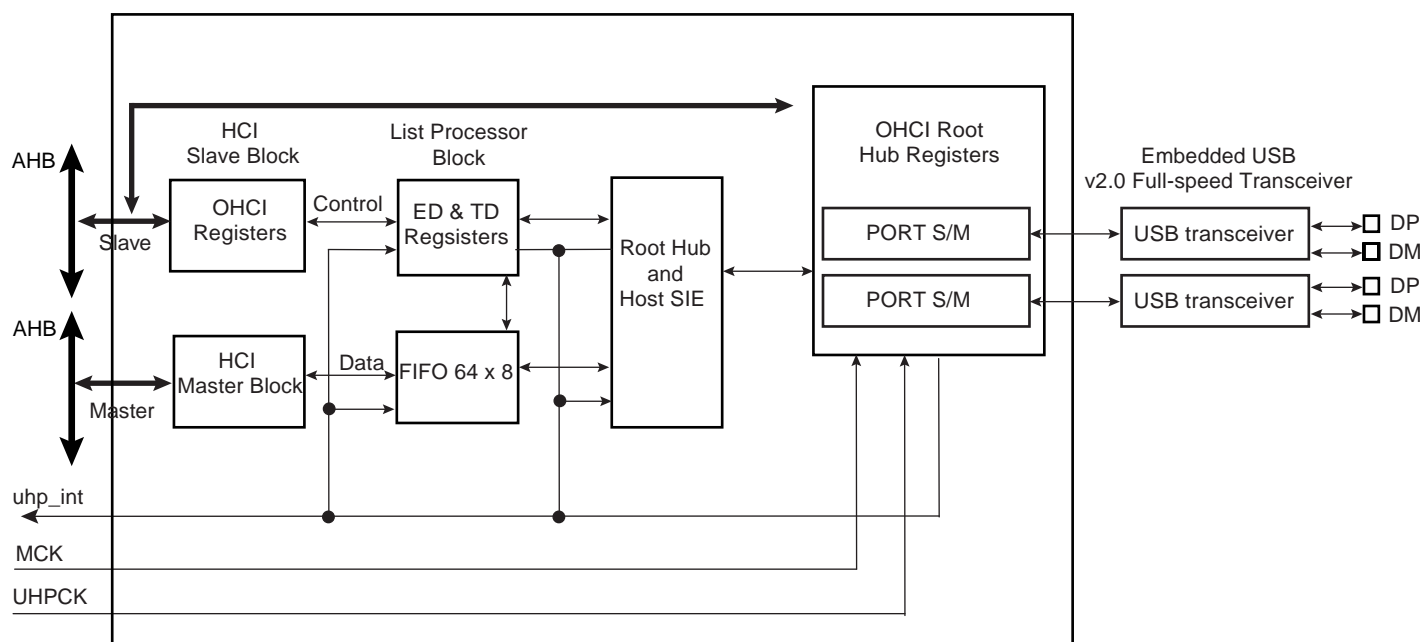 HCI
Slave Block
List Processor
Block
OHCI Root
Hub Registers
Embedded USB
v2.0 Full-speed Transceiver
AHB
Slave
OHCI
Registers
Control
ED & TD
Regsisters
Root Hub
and
Host SIE
PORT S/M
USB transceiver
DP
DM
PORT S/M
USB transceiver
DP
DM
AHB
Master
HCI
Master Block
Data
FIFO 64 x 8
uhp_int
MCK
UHPCK